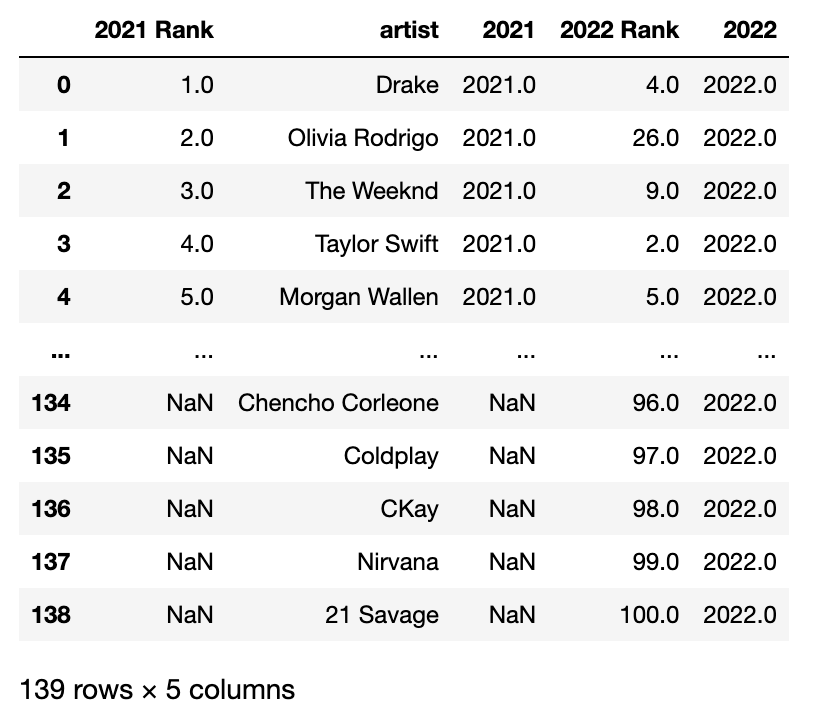 2021 Rank artist 2021 2022 Rank 2022
0 1.0 Drake 2021.0 4.0 2022.0
1 2.0 Olivia Rodrigo 2021.0 26.0 2022.0
2 3.0 The Weeknd 2021.0 9.0 2022.0
3 4.0 Taylor Swift 2021.0 2.0 2022.0
4 5.0 Morgan Wallen 2021.0 5.0 2022.0
... ... ... ... ... ...
134 NaN Chencho Corleone NaN 96.0 2022.0
135 NaN Coldplay NaN 97.0 2022.0
136 NaN CKay NaN 98.0 2022.0
137 NaN Nirvana NaN 99.0 2022.0
138 NaN 21 Savage NaN 100.0 2022.0
139 rows × 5 columns